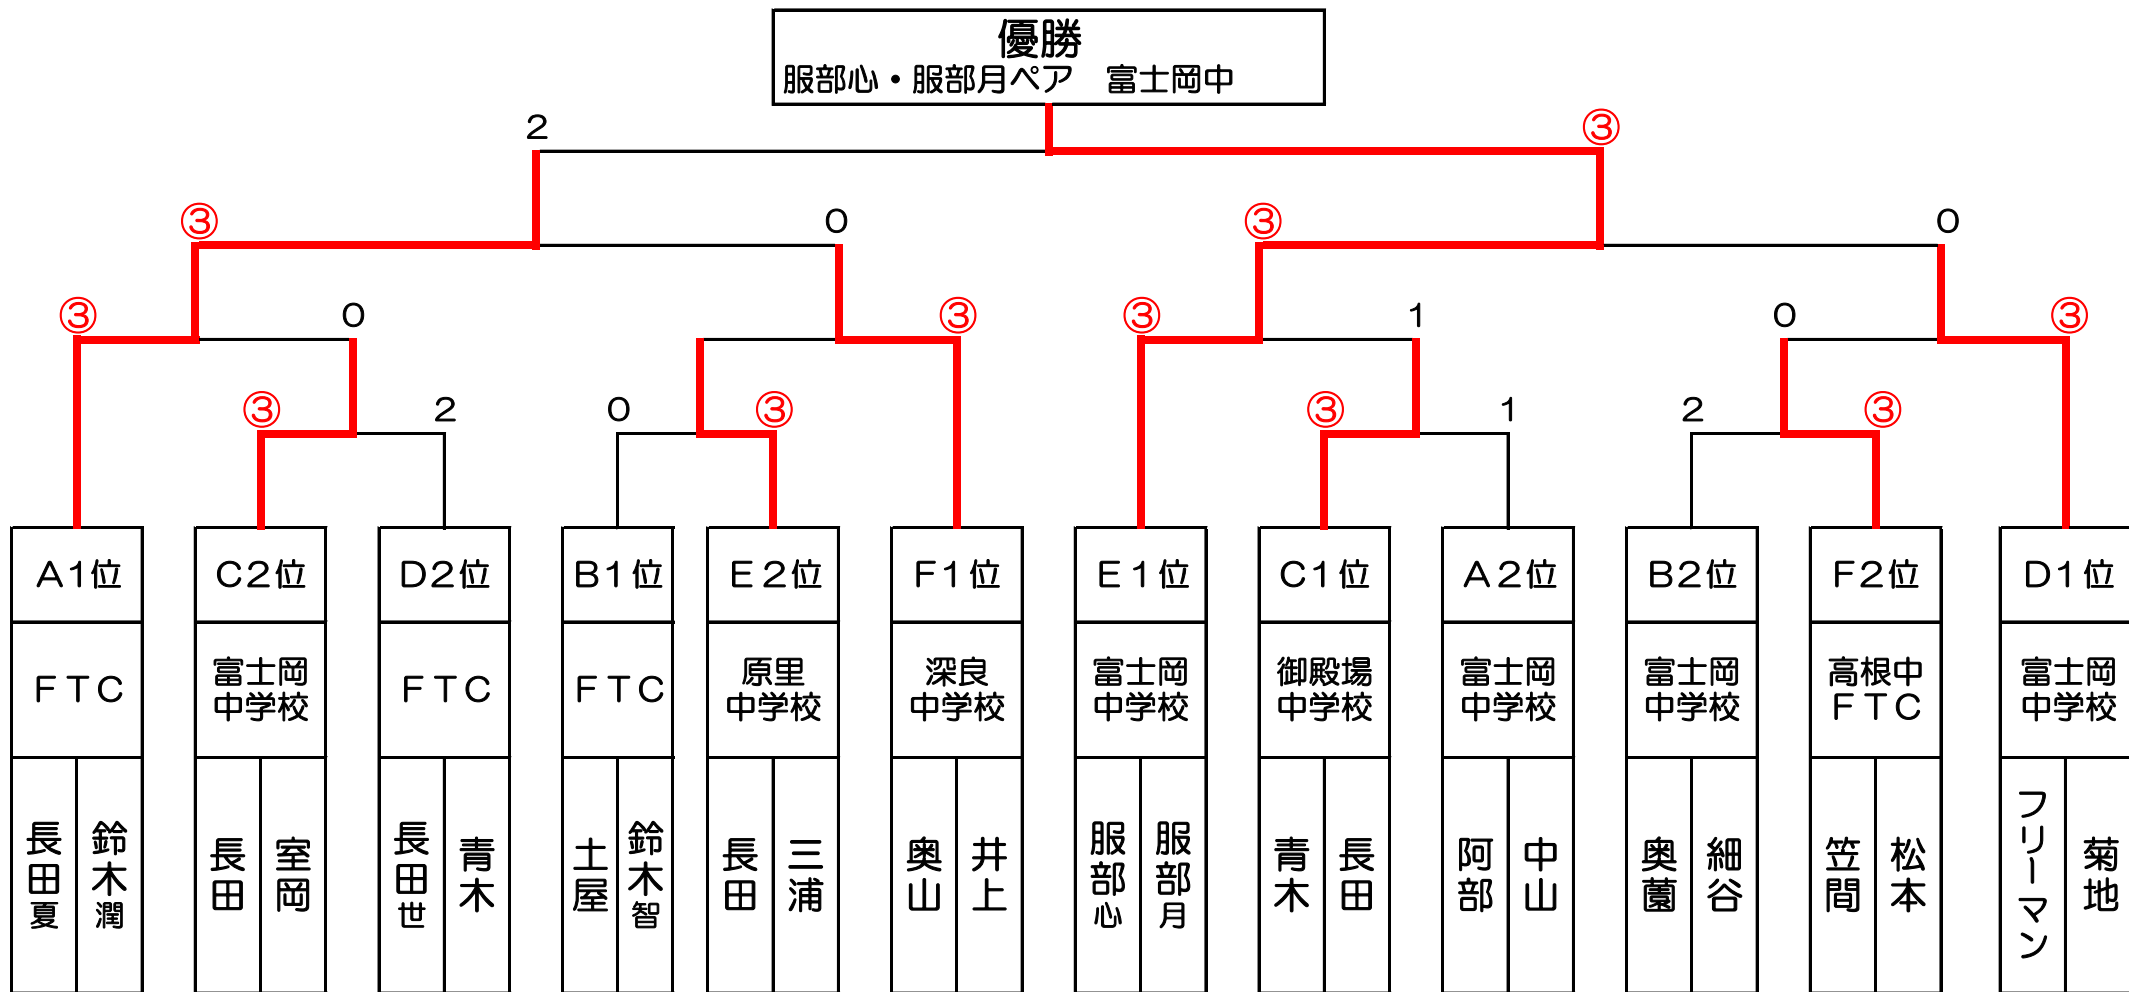 優勝
服部心・服部月ペア　富士岡中
2 ③
③ 0 ③ 0
③ 0 ③ ③ 1 0 ③
③ 2 0 ③ ③ 1 2 ③
A1位 C2位 D2位 B1位 E2位 F1位 E1位 C1位 A2位 B2位 F2位 D1位
FTC 富士岡中学校 FTC FTC 原里中学校 深良中学校 富士岡中学校 御殿場中学校 富士岡中学校 富士岡中学校 高根中FTC 富士岡中学校
長田夏 鈴木潤 長田 室岡 長田世 青木 土屋 鈴木智 長田 三浦 奥山 井上 服部心 服部月 青木 長田 阿部 中山 奥薗 細谷 笠間 松本 フリーマン 菊地